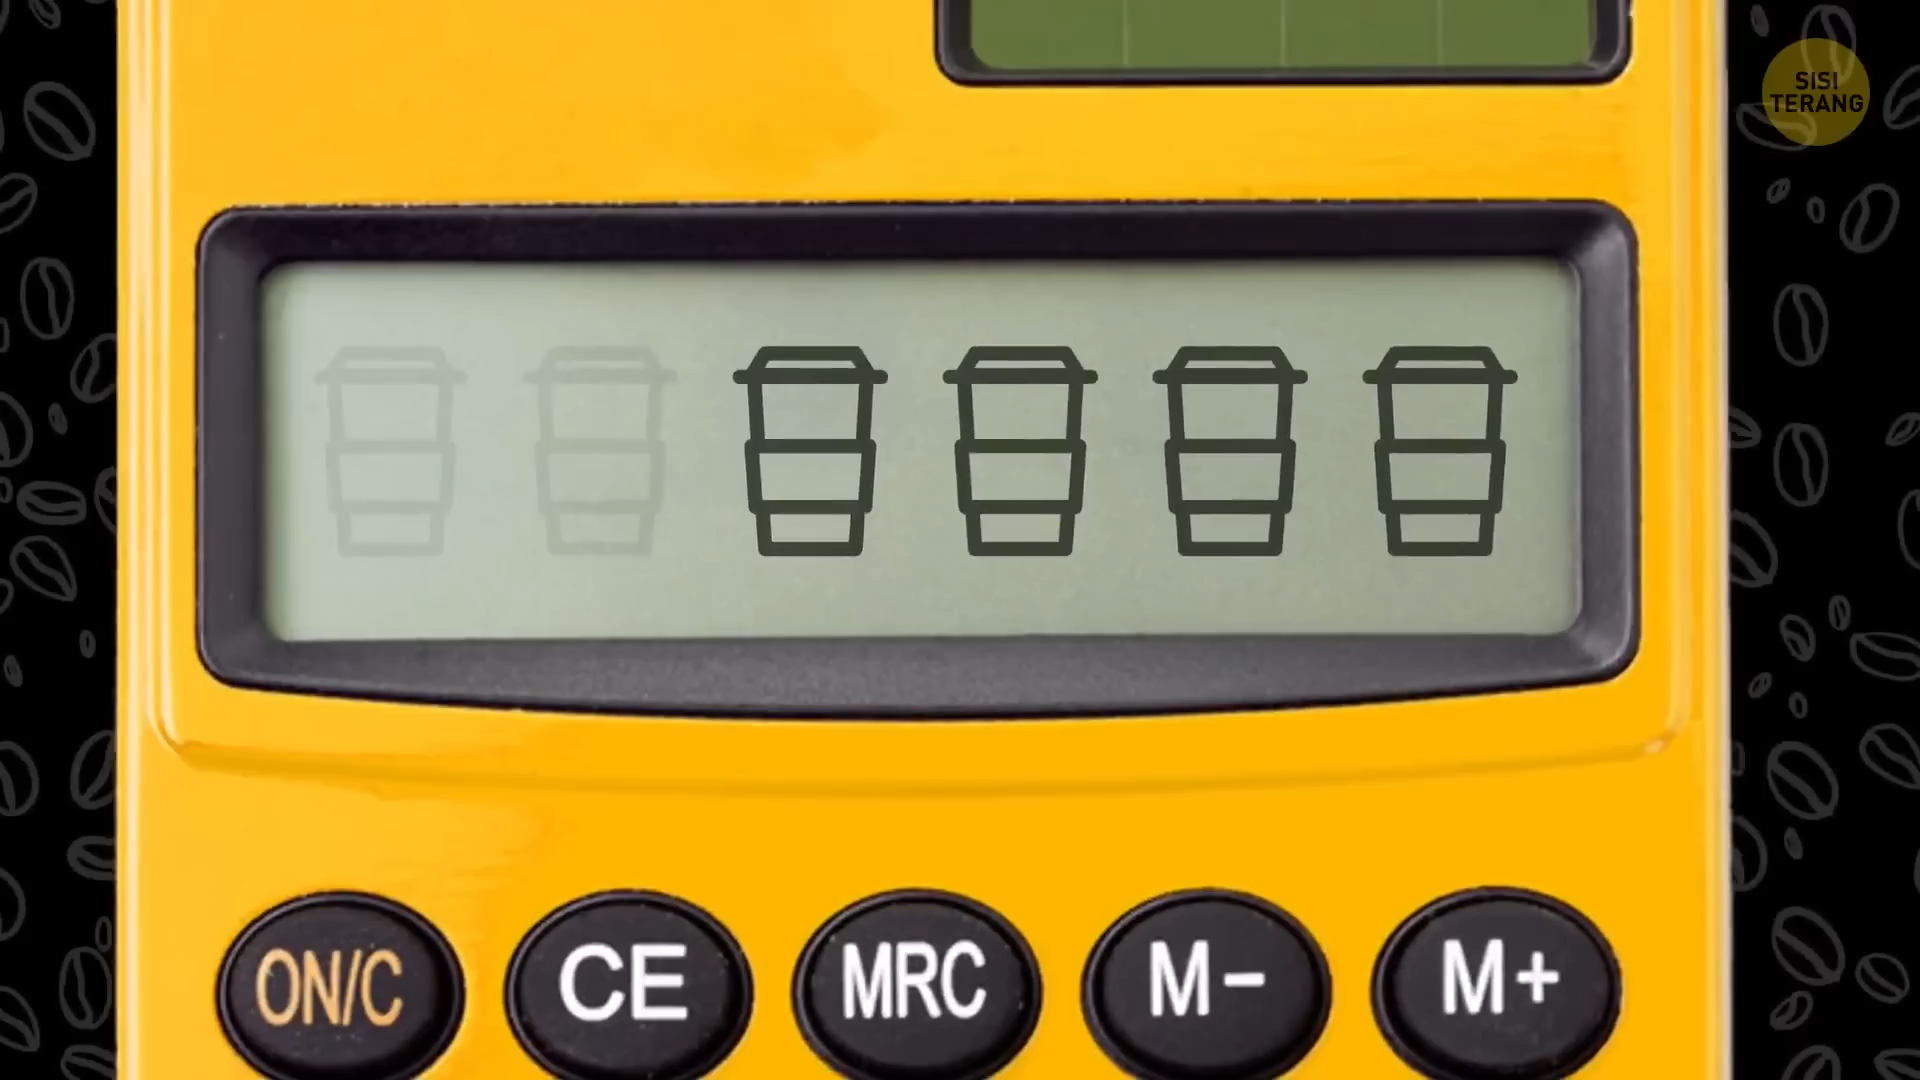 SISI
TERANG
ON/C
CE
MRC
M-
M+